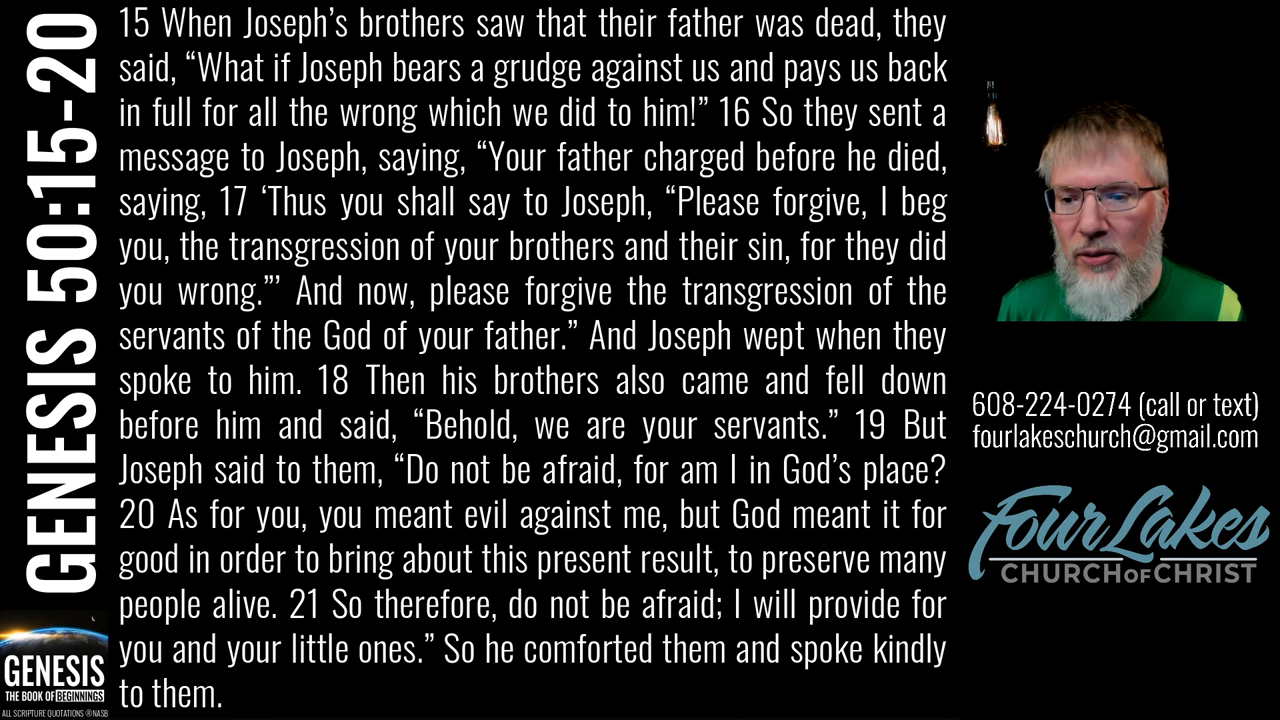 GENESIS 50:15-20
15 When Joseph’s brothers saw that their father was dead, they
said, “What if Joseph bears a grudge against us and pays us back
in full for all the wrong which we did to him!” 16 So they sent a
message to Joseph, saying, “Your father charged before he died,
saying, 17 ‘Thus you shall say to Joseph, “Please forgive, I beg
you, the transgression of your brothers and their sin, for they did
you wrong.”’ And now, please forgive the transgression of the
servants of the God of your father.” And Joseph wept when they
spoke to him. 18 Then his brothers also came and fell down
before him and said, “Behold, we are your servants.” 19 But
Joseph said to them, “Do not be afraid, for am I in God’s place?
20 As for you, you meant evil against me, but God meant it for
good in order to bring about this present result, to preserve many
people alive. 21 So therefore, do not be afraid; I will provide for
you and your little ones.” So he comforted them and spoke kindly
to them.
GENESIS
THE BOOK OF BEGINNINGS
ALL SCRIPTURE QUOTATIONS ®NASB
608-224-0274 (call or text)
fourlakeschurch@gmail.com
Four Lakes
CHURCH OF CHRIST